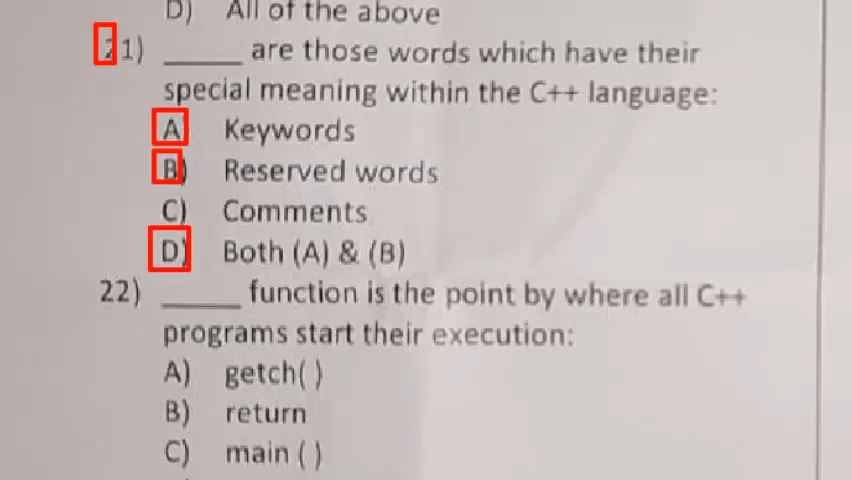 D) All of the above
21) _____ are those words which have their
special meaning within the C++ language:
A) Keywords
B) Reserved words
C) Comments
D) Both (A) & (B)
22) _____ function is the point by where all C++
programs start their execution:
A) getch( )
B) return
C) main ( )